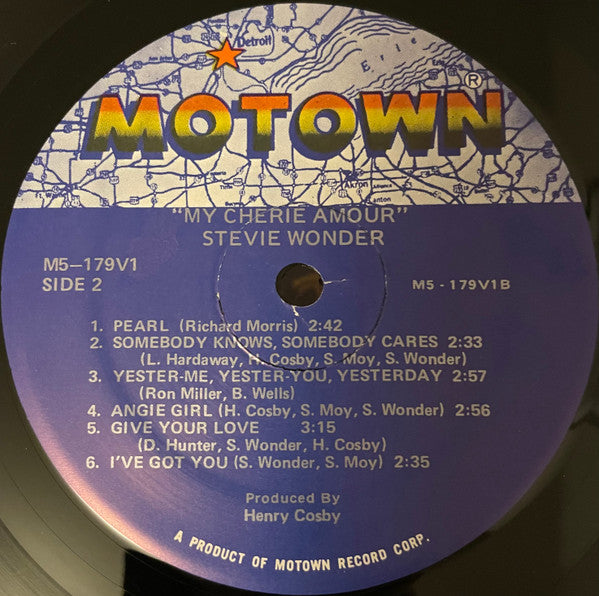 Detroit
Erie
MOTOWN®
Akron
Canton
Ft. Wayne
"MY CHERIE AMOUR"
STEVIE WONDER
M5-179V1
SIDE 2
M5 - 179V1B
1. PEARL (Richard Morris) 2:42
2. SOMEBODY KNOWS, SOMEBODY CARES 2:33
(L. Hardaway, H. Cosby, S. Moy, S. Wonder)
3. YESTER-ME, YESTER-YOU, YESTERDAY 2:57
(Ron Miller, B. Wells)
4. ANGIE GIRL (H. Cosby, S. Moy, S. Wonder) 2:56
5. GIVE YOUR LOVE 3:15
(D. Hunter, S. Wonder, H. Cosby)
6. I'VE GOT YOU (S. Wonder, S. Moy) 2:35
Produced By
Henry Cosby
A PRODUCT OF MOTOWN RECORD CORP.